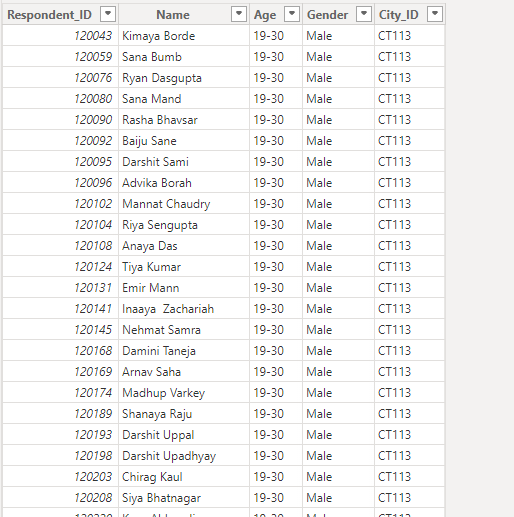 Respondent_ID Name Age Gender City_ID
120043 Kimaya Borde 19-30 Male CT113
120059 Sana Bumb 19-30 Male CT113
120076 Ryan Dasgupta 19-30 Male CT113
120080 Sana Mand 19-30 Male CT113
120090 Rasha Bhavsar 19-30 Male CT113
120092 Baiju Sane 19-30 Male CT113
120095 Darshit Sami 19-30 Male CT113
120096 Advika Borah 19-30 Male CT113
120102 Mannat Chaudry 19-30 Male CT113
120104 Riya Sengupta 19-30 Male CT113
120108 Anaya Das 19-30 Male CT113
120124 Tiya Kumar 19-30 Male CT113
120131 Emir Mann 19-30 Male CT113
120141 Inaaya  Zachariah 19-30 Male CT113
120145 Nehmat Samra 19-30 Male CT113
120168 Damini Taneja 19-30 Male CT113
120169 Arnav Saha 19-30 Male CT113
120174 Madhup Varkey 19-30 Male CT113
120189 Shanaya Raju 19-30 Male CT113
120193 Darshit Uppal 19-30 Male CT113
120198 Darshit Upadhyay 19-30 Male CT113
120203 Chirag Kaul 19-30 Male CT113
120208 Siya Bhatnagar 19-30 Male CT113
19-30 Male CT113